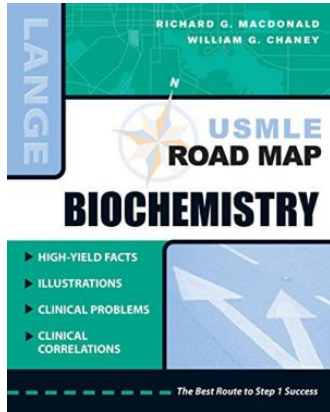 RICHARD G. MACDONALD
WILLIAM G. CHANEY
LANGE
N
USMLE
ROAD MAP
BIOCHEMISTRY
HIGH-YIELD FACTS
ILLUSTRATIONS
CLINICAL PROBLEMS
CLINICAL
CORRELATIONS
The Best Route to Step 1 Success